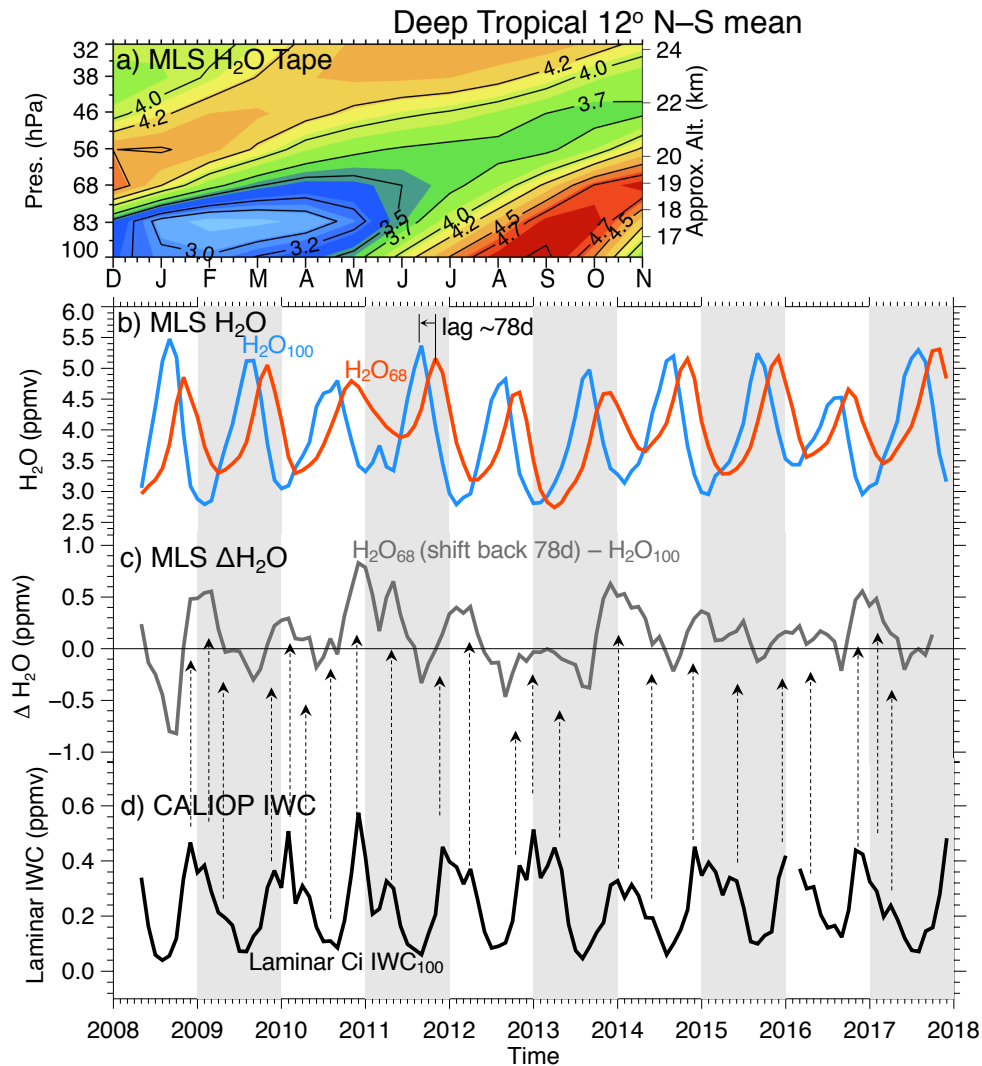 Deep Tropical 12º N–S mean
a) MLS H₂O Tape
Pres. (hPa)
32
38
46
56
68
83
100
4.0
4.2
4.2
4.0
3.7
3.5
3.7
4.0
4.2
4.5
4.7
4.7
4.5
3.0
3.2
24
22
20
19
18
17
Approx. Alt. (km)
D J F M A M J J A S O N
b) MLS H₂O
H₂O₁₀₀
H₂O₆₈
lag ~78d
H₂O (ppmv)
6.0
5.5
5.0
4.5
4.0
3.5
3.0
2.5
c) MLS ΔH₂O
H₂O₆₈ (shift back 78d) – H₂O₁₀₀
Δ H₂O (ppmv)
1.0
0.5
0.0
−0.5
−1.0
d) CALIOP IWC
Laminar IWC (ppmv)
0.6
0.4
0.2
0.0
Laminar Ci IWC₁₀₀
2008 2009 2010 2011 2012 2013 2014 2015 2016 2017 2018
Time